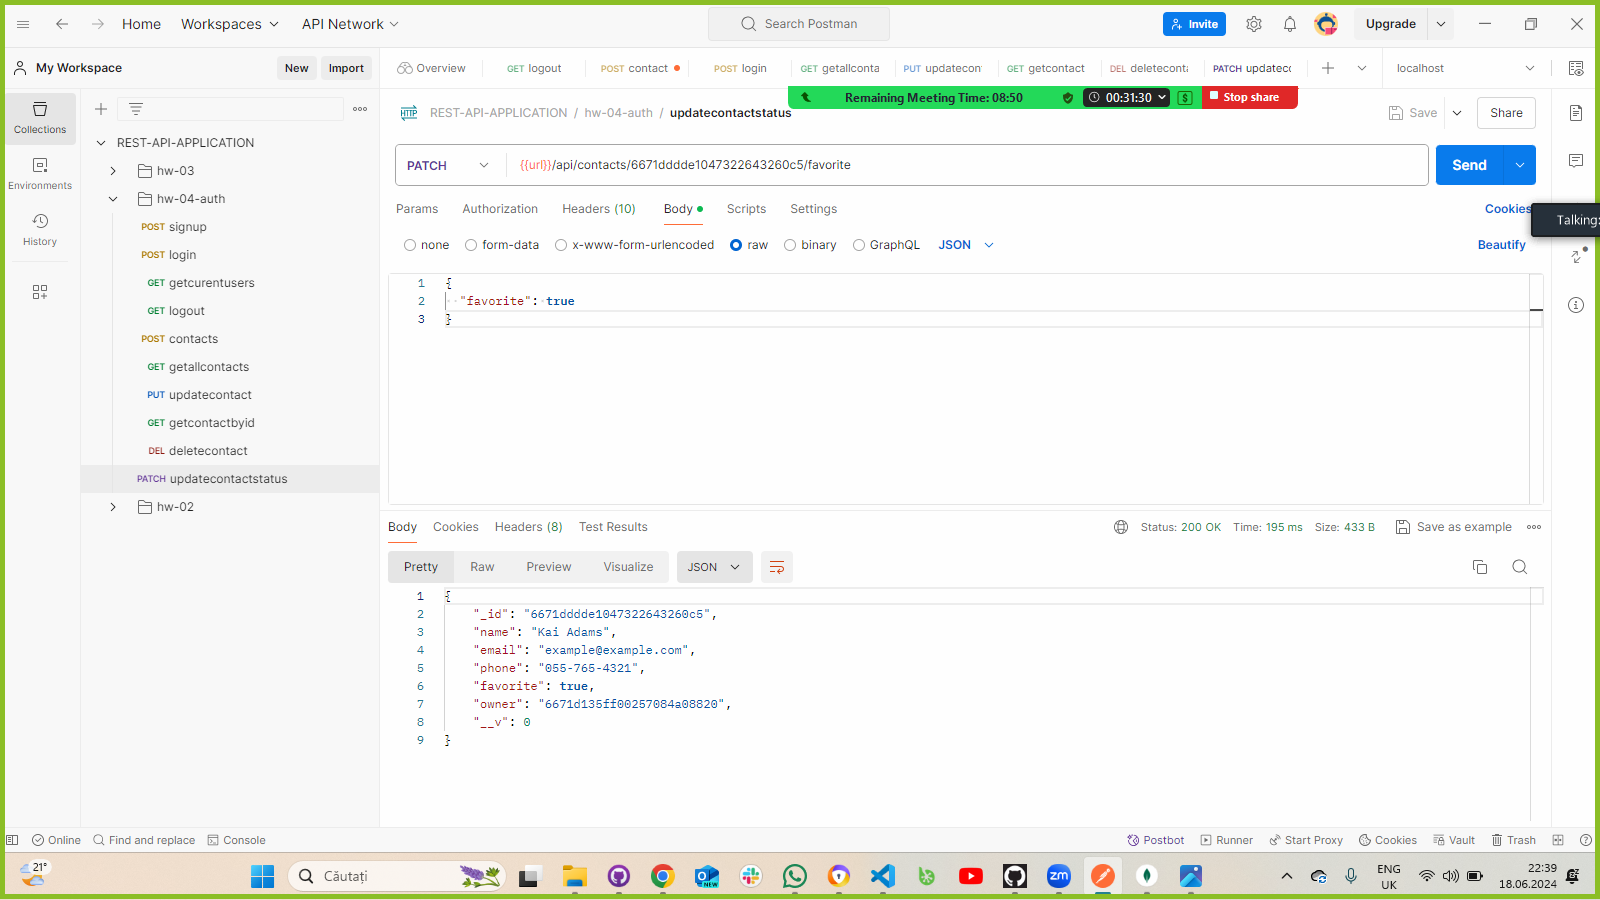 Home
Workspaces
API Network
Search Postman
Invite
Upgrade
My Workspace
New
Import
Overview
GET logout
POST contact
POST login
GET getallconta
PUT updatecon
GET getcontact
DEL deleteconta
PATCH updatecc
localhost
Remaining Meeting Time: 08:50
00:31:30
$
Stop share
Collections
Environments
History
REST-API-APPLICATION
hw-03
hw-04-auth
POST signup
POST login
GET getcurentusers
GET logout
POST contacts
GET getallcontacts
PUT updatecontact
GET getcontactbyid
DEL deletecontact
PATCH updatecontactstatus
hw-02
HTTP
REST-API-APPLICATION / hw-04-auth / updatecontactstatus
Save
Share
PATCH
{{url}}/api/contacts/6671dddde1047322643260c5/favorite
Send
Params
Authorization
Headers (10)
Body
Scripts
Settings
Cookies
Talking:
none
form-data
x-www-form-urlencoded
raw
binary
GraphQL
JSON
Beautify
1 {
2 "favorite": true
3 }
Body
Cookies
Headers (8)
Test Results
Status: 200 OK
Time: 195 ms
Size: 433 B
Save as example
Pretty
Raw
Preview
Visualize
JSON
1 {
2 "_id": "6671dddde1047322643260c5",
3 "name": "Kai Adams",
4 "email": "example@example.com",
5 "phone": "055-765-4321",
6 "favorite": true,
7 "owner": "6671d135ff00257084a08820",
8 "__v": 0
9 }
Online
Find and replace
Console
Postbot
Runner
Start Proxy
Cookies
Vault
Trash
21°
Căutați
NEW
zm
ENG
UK
22:39
18.06.2024